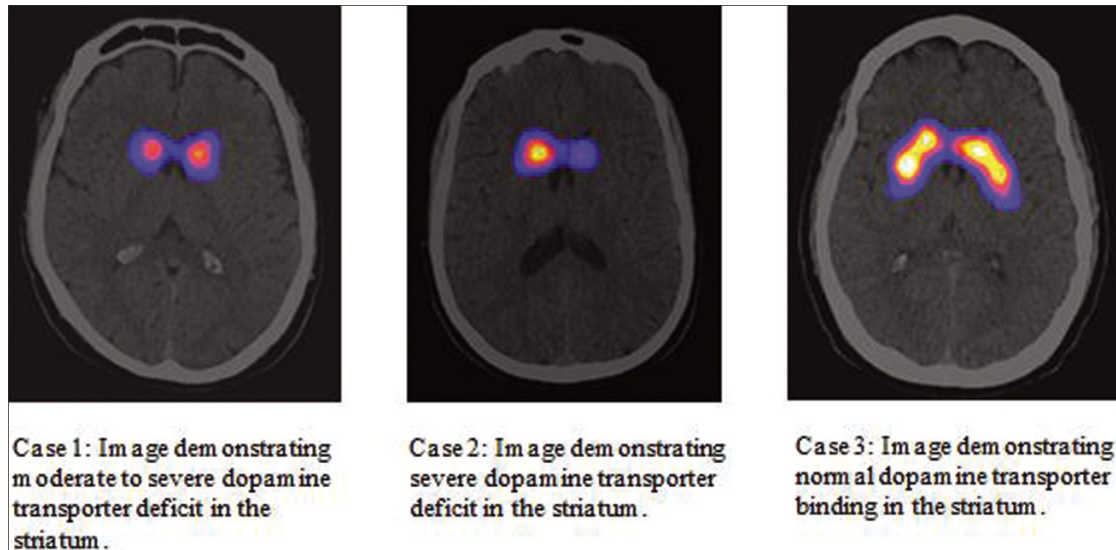 Case 1: Image demonstrating
moderate to severe dopamine
transporter deficit in the
striatum.
Case 2: Image demonstrating
severe dopamine transporter
deficit in the striatum.
Case 3: Image demonstrating
normal dopamine transporter
binding in the striatum.